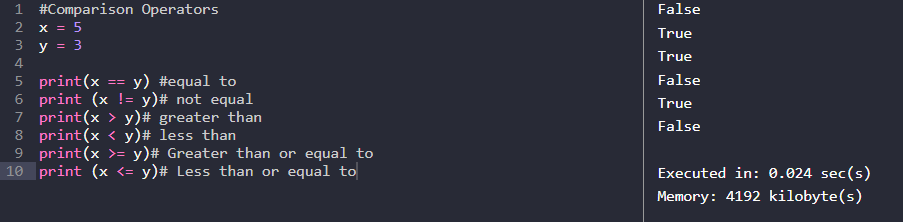 1 #Comparison Operators
2 x = 5
3 y = 3
4
5 print(x == y) #equal to
6 print (x != y)# not equal
7 print(x > y)# greater than
8 print(x < y)# less than
9 print(x >= y)# Greater than or equal to
10 print (x <= y)# Less than or equal to
False
True
True
False
True
False
Executed in: 0.024 sec(s)
Memory: 4192 kilobyte(s)